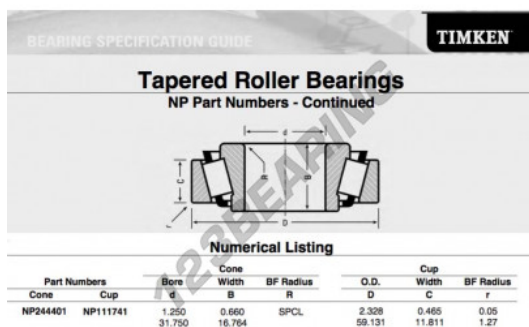 BEARING SPECIFICATION GUIDE
TIMKEN
Tapered Roller Bearings
NP Part Numbers - Continued
d
C R B
r
D
123BEARING
Numerical Listing
Cone Cup
Part Numbers Bore Width BF Radius O.D. Width BF Radius
Cone Cup d B R D C r
NP244401 NP111741 1.250 0.660 SPCL 2.328 0.465 0.05
31.750 16.764 59.131 11.811 1.27